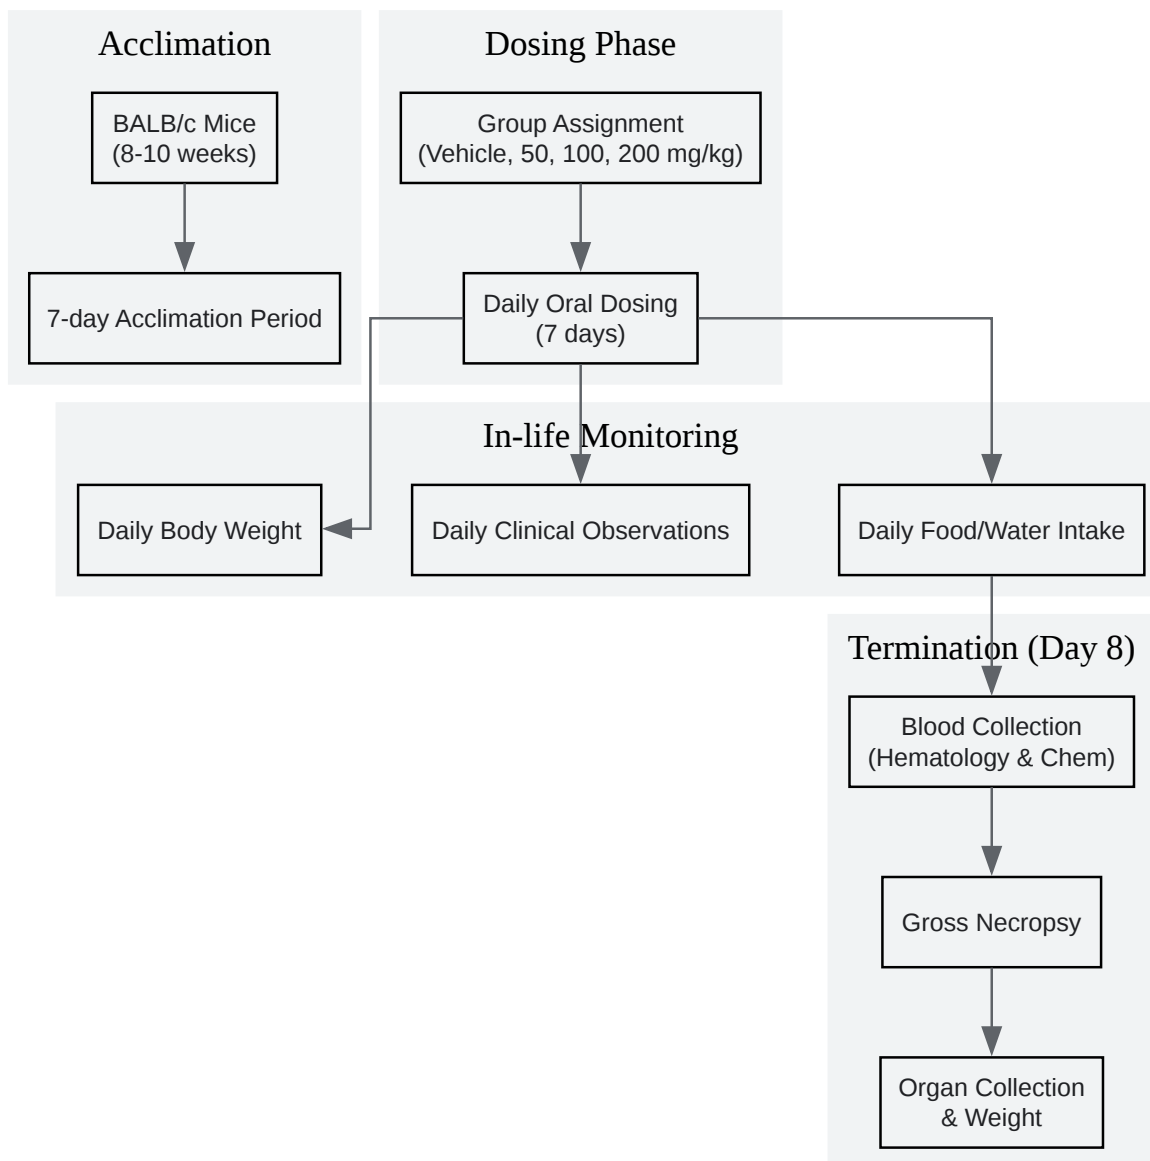 Acclimation
BALB/c Mice
(8-10 weeks)
7-day Acclimation Period
Dosing Phase
Group Assignment
(Vehicle, 50, 100, 200 mg/kg)
Daily Oral Dosing
(7 days)
In-life Monitoring
Daily Body Weight
Daily Clinical Observations
Daily Food/Water Intake
Termination (Day 8)
Blood Collection
(Hematology & Chem)
Gross Necropsy
Organ Collection
& Weight